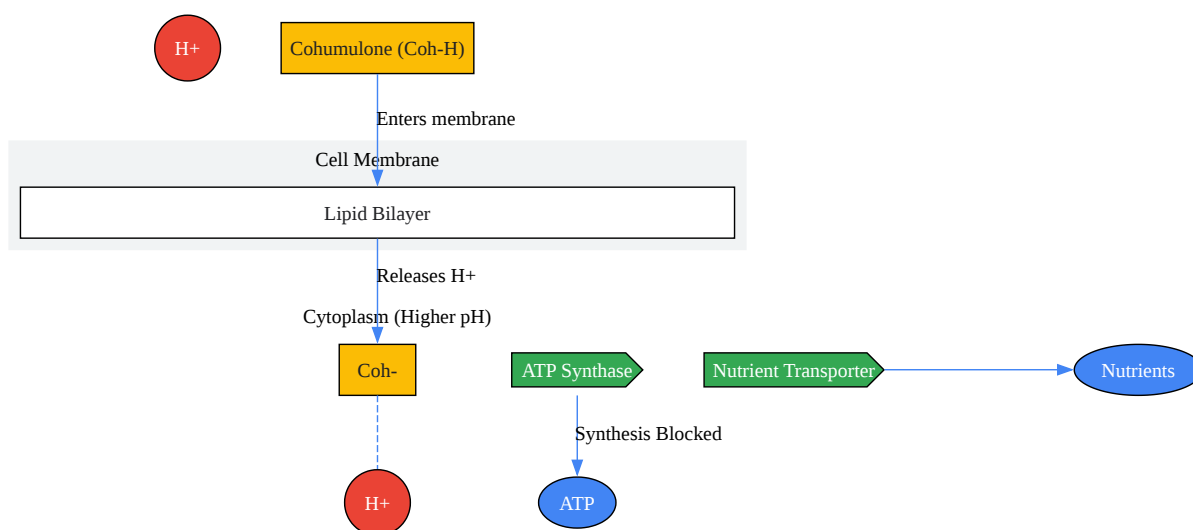 H+
Cohumulone (Coh-H)
Enters membrane
Cell Membrane
Lipid Bilayer
Releases H+
Cytoplasm (Higher pH)
Coh-
ATP Synthase
Nutrient Transporter
Nutrients
Synthesis Blocked
H+
ATP